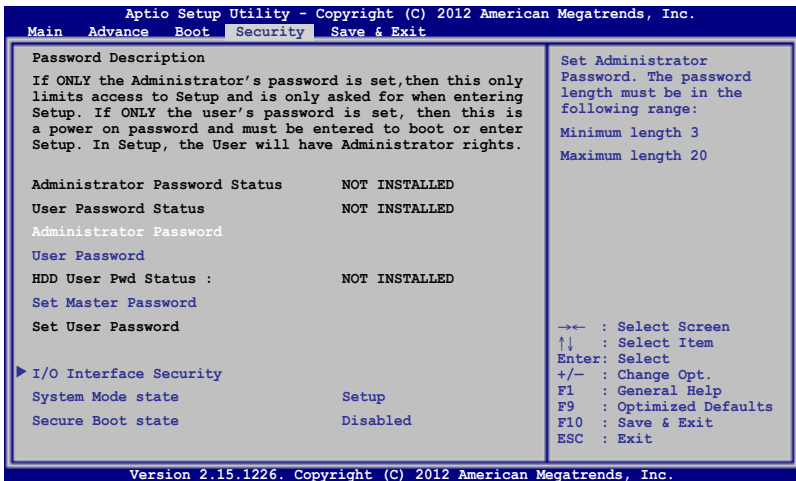 Aptio Setup Utility - Copyright (C) 2012 American Megatrends, Inc.
Main Advance Boot Security Save & Exit
Password Description
If ONLY the Administrator's password is set,then this only
limits access to Setup and is only asked for when entering
Setup. If ONLY the user's password is set, then this is
a power on password and must be entered to boot or enter
Setup. In Setup, the User will have Administrator rights.
Administrator Password Status NOT INSTALLED
User Password Status NOT INSTALLED
Administrator Password
User Password
HDD User Pwd Status : NOT INSTALLED
Set Master Password
Set User Password
I/O Interface Security
System Mode state Setup
Secure Boot state Disabled
Set Administrator
Password. The password
length must be in the
following range:
Minimum length 3
Maximum length 20
→← : Select Screen
↑↓ : Select Item
Enter: Select
+/— : Change Opt.
F1 : General Help
F9 : Optimized Defaults
F10 : Save & Exit
ESC : Exit
Version 2.15.1226. Copyright (C) 2012 American Megatrends, Inc.